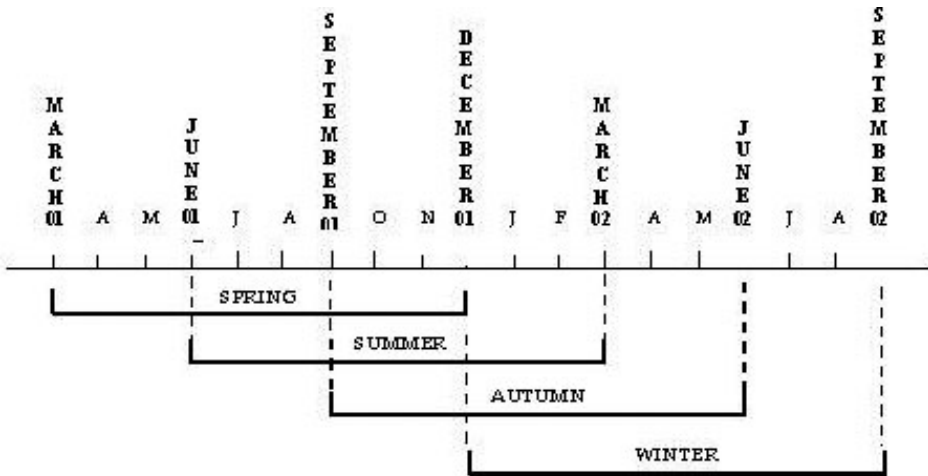 MARCH 01 A M JUNE 01 J A SEPTEMBER 01 O N DECEMBER 01 J F MARCH 02 A M JUNE 02 J A SEPTEMBER 02
SPRING
SUMMER
AUTUMN
WINTER